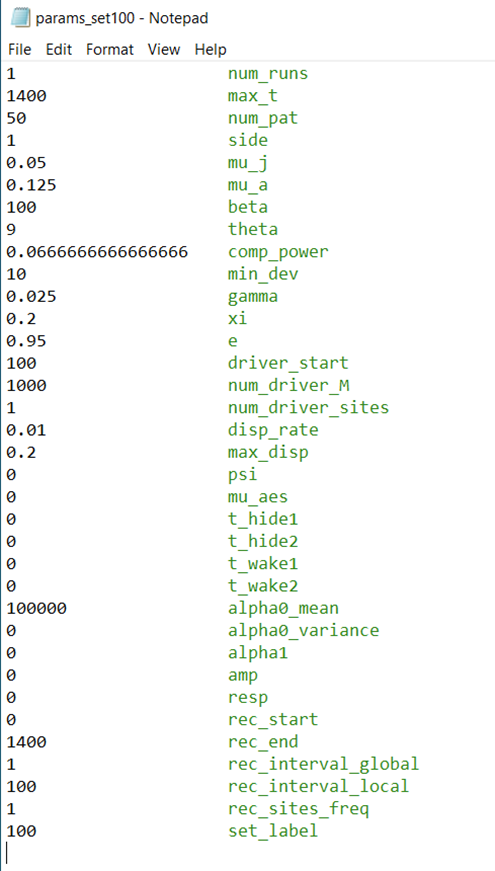 params_set100 - Notepad
File Edit Format View Help
1 num_runs
1400 max_t
50 num_pat
1 side
0.05 mu_j
0.125 mu_a
100 beta
9 theta
0.0666666666666666 comp_power
10 min_dev
0.025 gamma
0.2 xi
0.95 e
100 driver_start
1000 num_driver_M
1 num_driver_sites
0.01 disp_rate
0.2 max_disp
0 psi
0 mu_aes
0 t_hide1
0 t_hide2
0 t_wake1
0 t_wake2
100000 alpha0_mean
0 alpha0_variance
0 alpha1
0 amp
0 resp
0 rec_start
1400 rec_end
1 rec_interval_global
100 rec_interval_local
1 rec_sites_freq
100 set_label